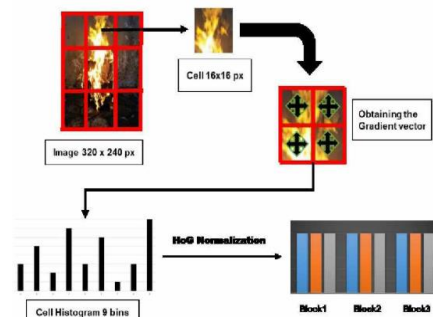 Cell 16x16 px
Obtaining the
Gradient vector
Image 320 x 240 px
HoG Normalization
Cell Histogram 9 bins
Block1
Block2
Block3